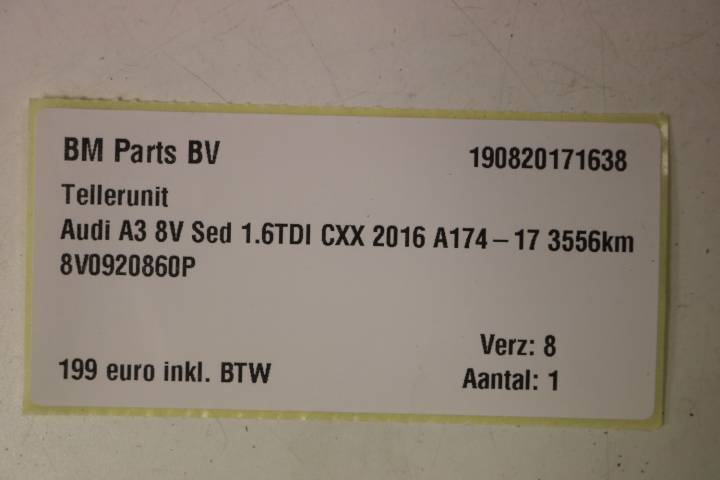 BM Parts BV 190820171638
Tellerunit
Audi A3 8V Sed 1.6TDI CXX 2016 A174-17 3556km
8V0920860P
Verz: 8
199 euro inkl. BTW Aantal: 1